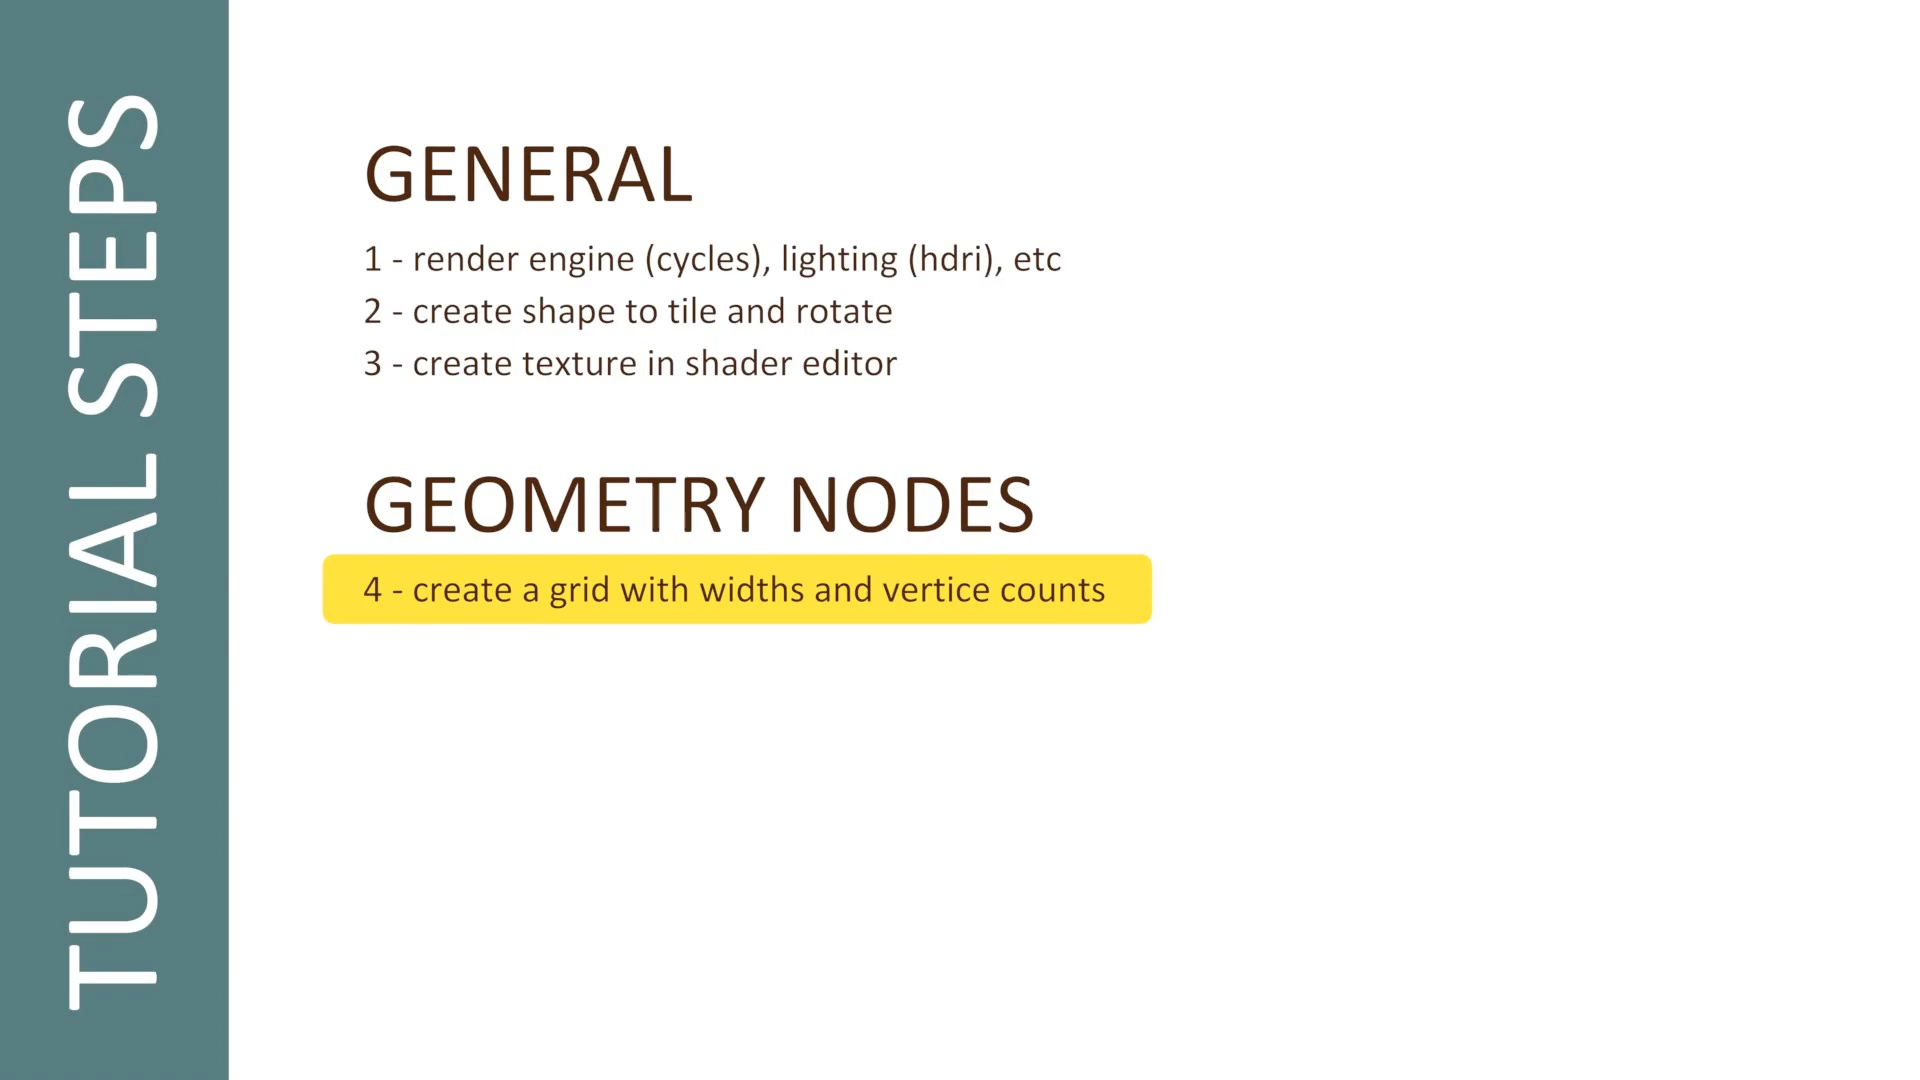 TUTORIAL STEPS
GENERAL
1 - render engine (cycles), lighting (hdri), etc
2 - create shape to tile and rotate
3 - create texture in shader editor
GEOMETRY NODES
4 - create a grid with widths and vertice counts